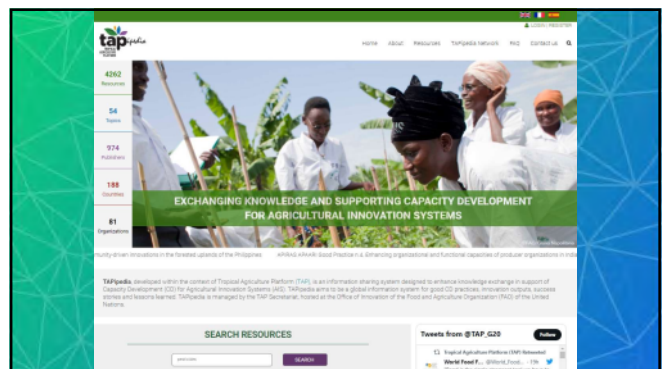 LOGIN / REGISTER
tapipedia
Home About Resources TAPipedia Network FAQ Contact us
4262
Resources
54
Topics
974
Publishers
188
Countries
81
Organizations
EXCHANGING KNOWLEDGE AND SUPPORTING CAPACITY DEVELOPMENT
FOR AGRICULTURAL INNOVATION SYSTEMS
munity-driven innovations in the forested uplands of the Philippines APIRAS APARI Good Practice n.6: Enhancing organizational and functional capacities of producer organizations in India
TAPipedia, developed within the context of Tropical Agriculture Platform (TAP), is an information sharing system designed to enhance knowledge exchange in support of
Capacity Development (CD) for Agricultural Innovation Systems (AIS). TAPipedia aims to be a global information system for good CD practices, innovation outputs, success
stories and lessons learned. TAPipedia is managed by the TAP Secretariat, hosted at the Office of Innovation of the Food and Agriculture Organization (FAO) of the United
Nations.
SEARCH RESOURCES
SEARCH
Tweets from @TAP_G20
Follow
Tropical Agriculture Platform (TAP) Retweeted
World Food F... @World_Food... · 15h